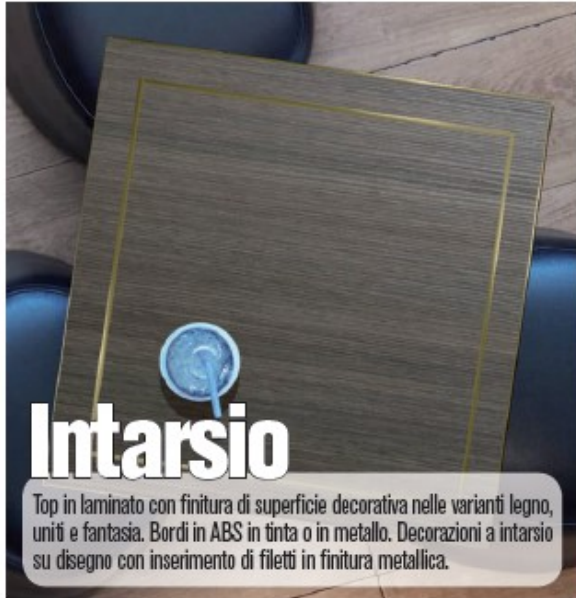 Intarsio
Top in laminato con finitura di superficie decorativa nelle varianti legno,
uniti e fantasia. Bordi in ABS in tinta o in metallo. Decorazioni a intarsio
su disegno con inserimento di filetti in finitura metallica.